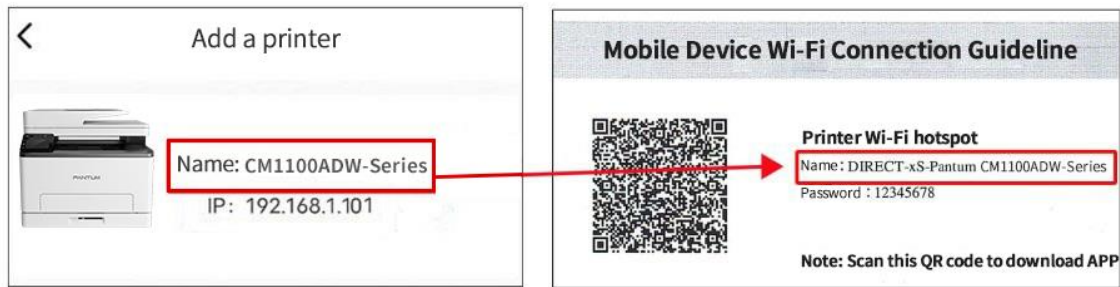 Add a printer
PANTUM
Name: CM1100ADW-Series
IP: 192.168.1.101
Mobile Device Wi-Fi Connection Guideline
Printer Wi-Fi hotspot
Name: DIRECT-xS-Pantum CM1100ADW-Series
Password : 12345678
Note: Scan this QR code to download APP